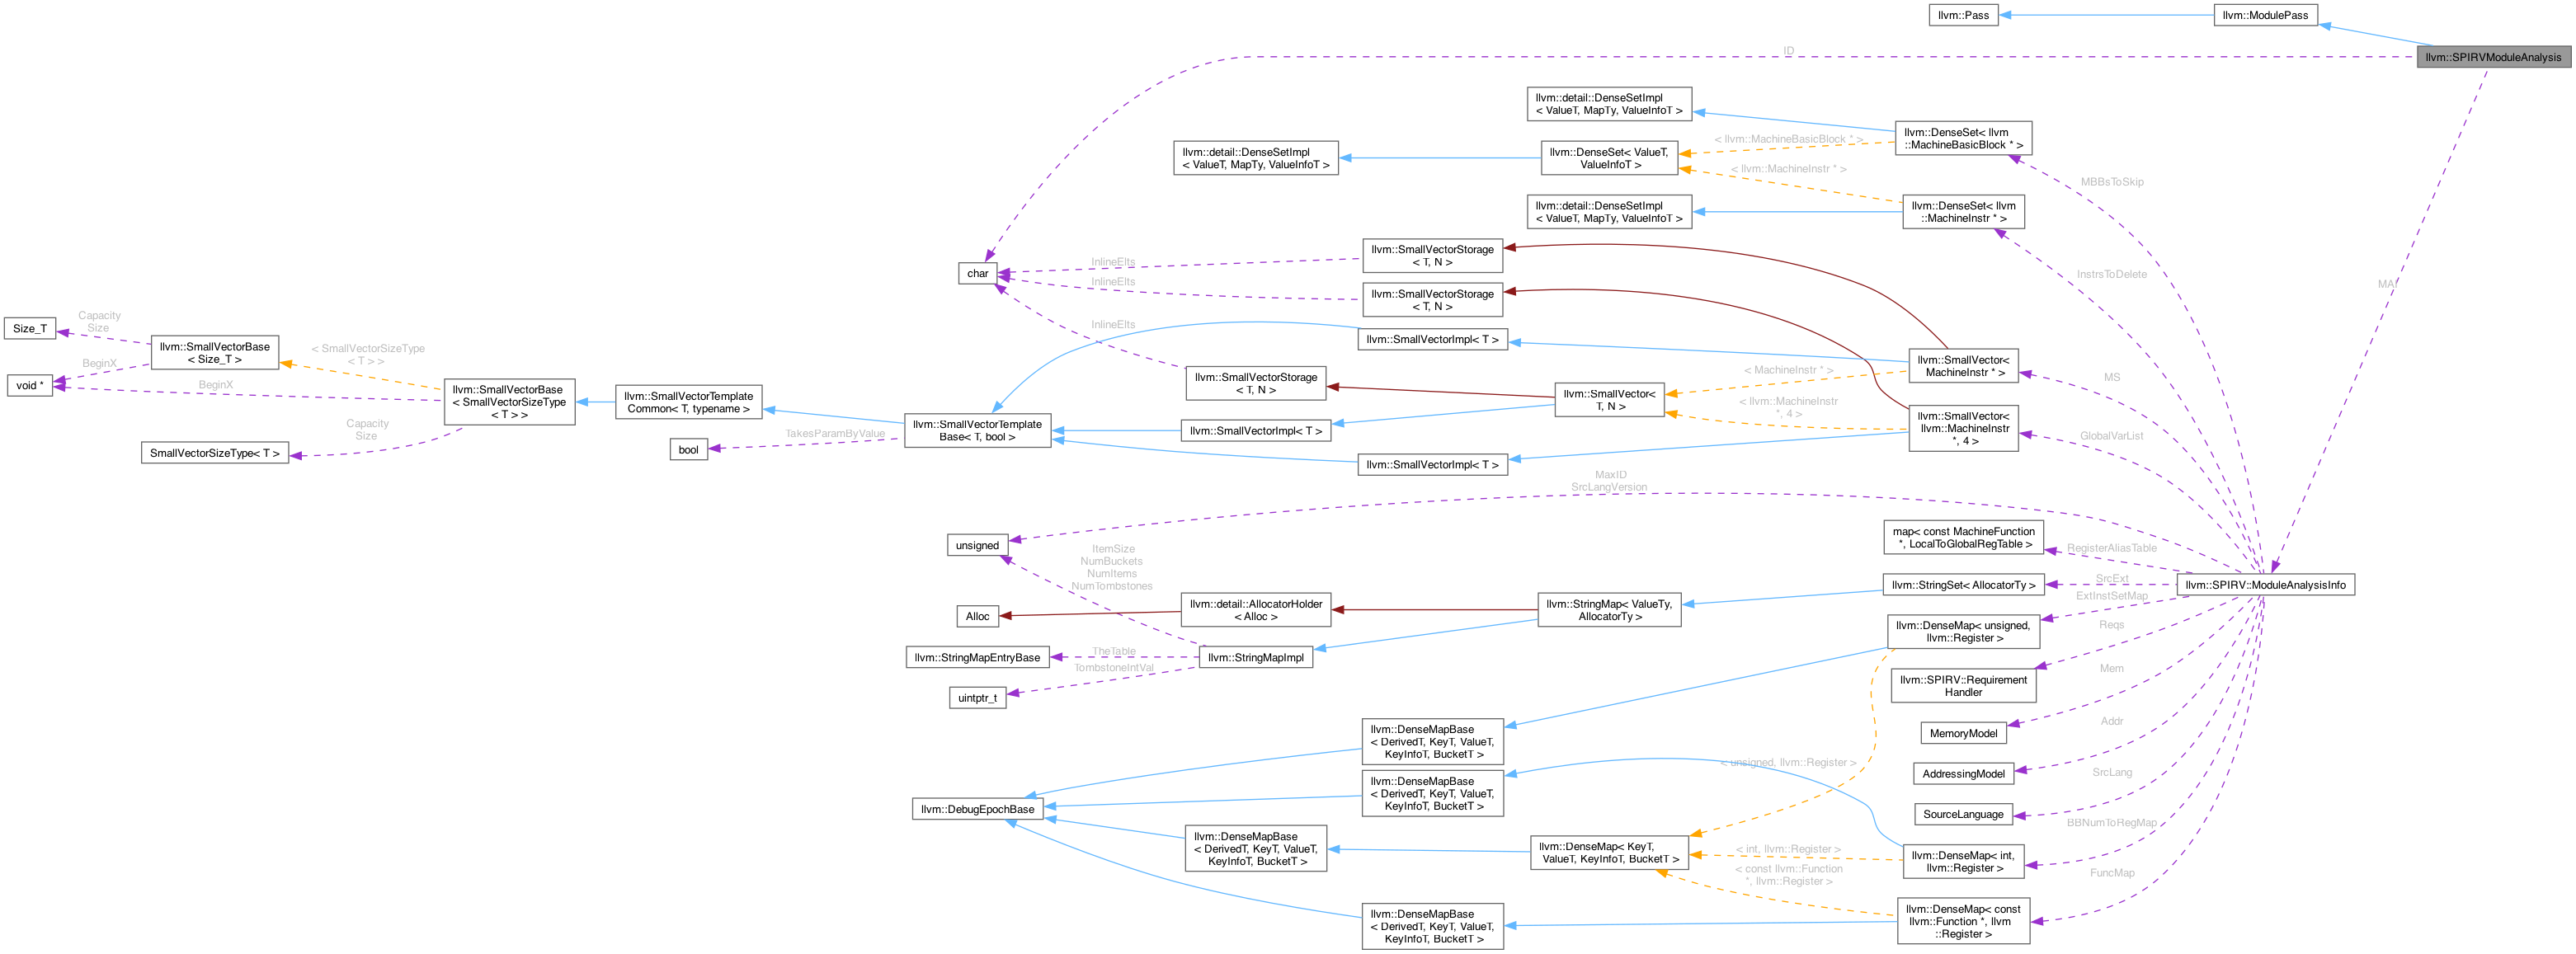 llvm::Pass
llvm::ModulePass
ID
llvm::SPIRVModuleAnalysis
llvm::detail::DenseSetImpl
< ValueT, MapTy, ValueInfoT >
llvm::DenseSet< llvm
::MachineBasicBlock * >
< llvm::MachineBasicBlock * >
llvm::detail::DenseSetImpl
< ValueT, MapTy, ValueInfoT >
llvm::DenseSet< ValueT,
ValueInfoT >
< llvm::MachineInstr * >
MBBsToSkip
llvm::detail::DenseSetImpl
< ValueT, MapTy, ValueInfoT >
llvm::DenseSet< llvm
::MachineInstr * >
llvm::SmallVectorStorage
< T, N >
InlineElts
char
InstrsToDelete
MAI
InlineElts
llvm::SmallVectorStorage
< T, N >
Capacity
Size
Size_T
InlineElts
llvm::SmallVectorImpl< T >
llvm::SmallVectorBase
< Size_T >
< SmallVectorSizeType
< T > >
llvm::SmallVector<
MachineInstr * >
BeginX
void *
BeginX
llvm::SmallVectorBase
< SmallVectorSizeType
< T > >
llvm::SmallVectorTemplate
Common< T, typename >
llvm::SmallVectorStorage
< T, N >
< MachineInstr * >
MS
llvm::SmallVector<
T, N >
< llvm::MachineInstr
*, 4 >
llvm::SmallVector<
llvm::MachineInstr
*, 4 >
Capacity
Size
SmallVectorSizeType< T >
TakesParamByValue
bool
llvm::SmallVectorTemplate
Base< T, bool >
llvm::SmallVectorImpl< T >
GlobalVarList
llvm::SmallVectorImpl< T >
MaxID
SrcLangVersion
unsigned
map< const MachineFunction
*, LocalToGlobalRegTable >
RegisterAliasTable
ItemSize
NumBuckets
NumItems
NumTombstones
llvm::StringSet< AllocatorTy >
SrcExt
llvm::SPIRV::ModuleAnalysisInfo
ExtInstSetMap
Alloc
llvm::detail::AllocatorHolder
< Alloc >
llvm::StringMap< ValueTy,
AllocatorTy >
llvm::DenseMap< unsigned,
llvm::Register >
Reqs
llvm::StringMapEntryBase
TheTable
llvm::StringMapImpl
TombstoneIntVal
uintptr_t
llvm::SPIRV::Requirement
Handler
Mem
MemoryModel
Addr
llvm::DenseMapBase
< DerivedT, KeyT, ValueT,
KeyInfoT, BucketT >
< unsigned, llvm::Register >
AddressingModel
SrcLang
llvm::DenseMapBase
< DerivedT, KeyT, ValueT,
KeyInfoT, BucketT >
llvm::DebugEpochBase
SourceLanguage
BBNumToRegMap
llvm::DenseMapBase
< DerivedT, KeyT, ValueT,
KeyInfoT, BucketT >
llvm::DenseMap< KeyT,
ValueT, KeyInfoT, BucketT >
< int, llvm::Register >
llvm::DenseMap< int,
llvm::Register >
< const llvm::Function
*, llvm::Register >
FuncMap
llvm::DenseMapBase
< DerivedT, KeyT, ValueT,
KeyInfoT, BucketT >
llvm::DenseMap< const
llvm::Function *, llvm
::Register >